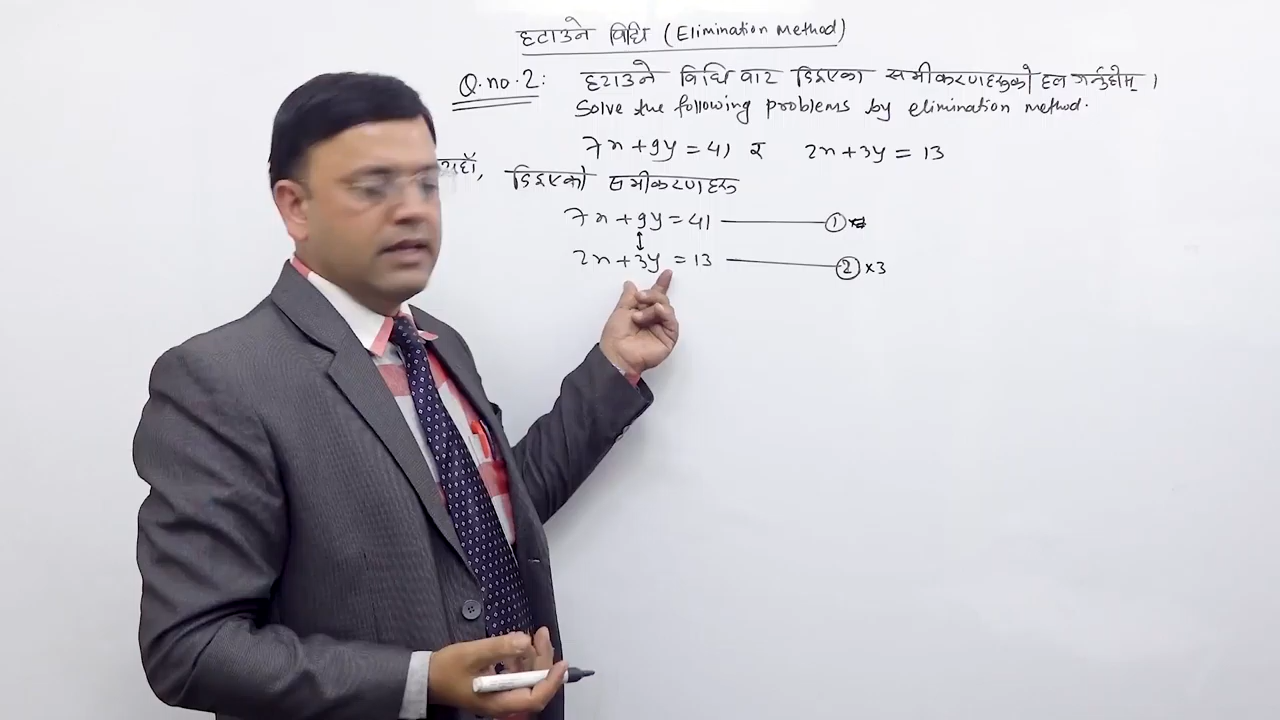 हटाउने विधि (Elimination Method)
Q.no.2: हटाउने विधि बाट दिइएका समीकरणहरूको हल गर्नुहोस् ।
Solve the following problems by elimination method.
7x + 9y = 41 र 2x + 3y = 13
यहाँ, दिइएको समीकरणहरू
7x + 9y = 41 ——— ①
2x + 3y = 13 ——— ② ×3